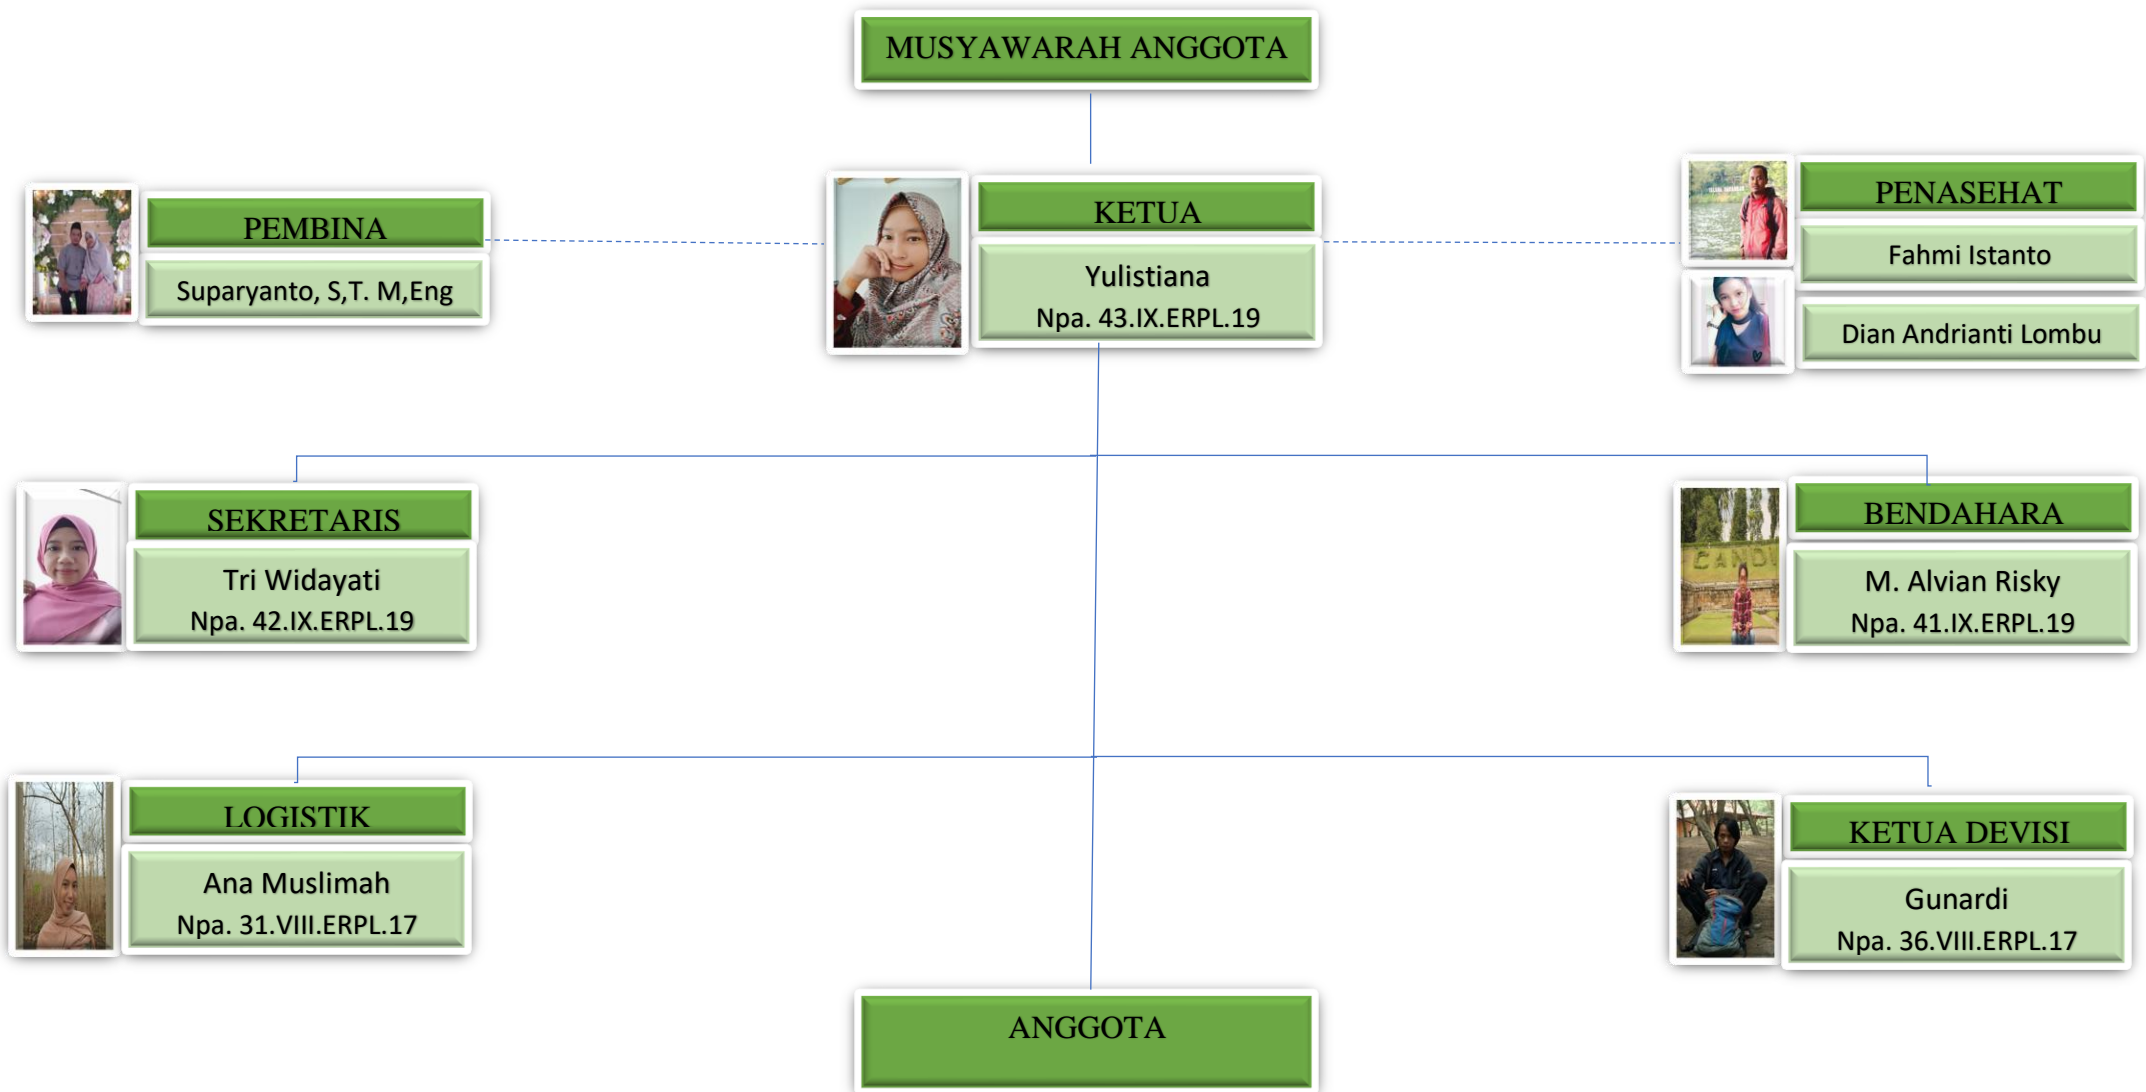 MUSYAWARAH ANGGOTA
PEMBINA
Suparyanto, S,T. M,Eng
KETUA
Yulistiana
Npa. 43.IX.ERPL.19
PENASEHAT
Fahmi Istanto
Dian Andrianti Lombu
SEKRETARIS
Tri Widayati
Npa. 42.IX.ERPL.19
BENDAHARA
M. Alvian Risky
Npa. 41.IX.ERPL.19
CANDI
LOGISTIK
Ana Muslimah
Npa. 31.VIII.ERPL.17
KETUA DEVISI
Gunardi
Npa. 36.VIII.ERPL.17
ANGGOTA